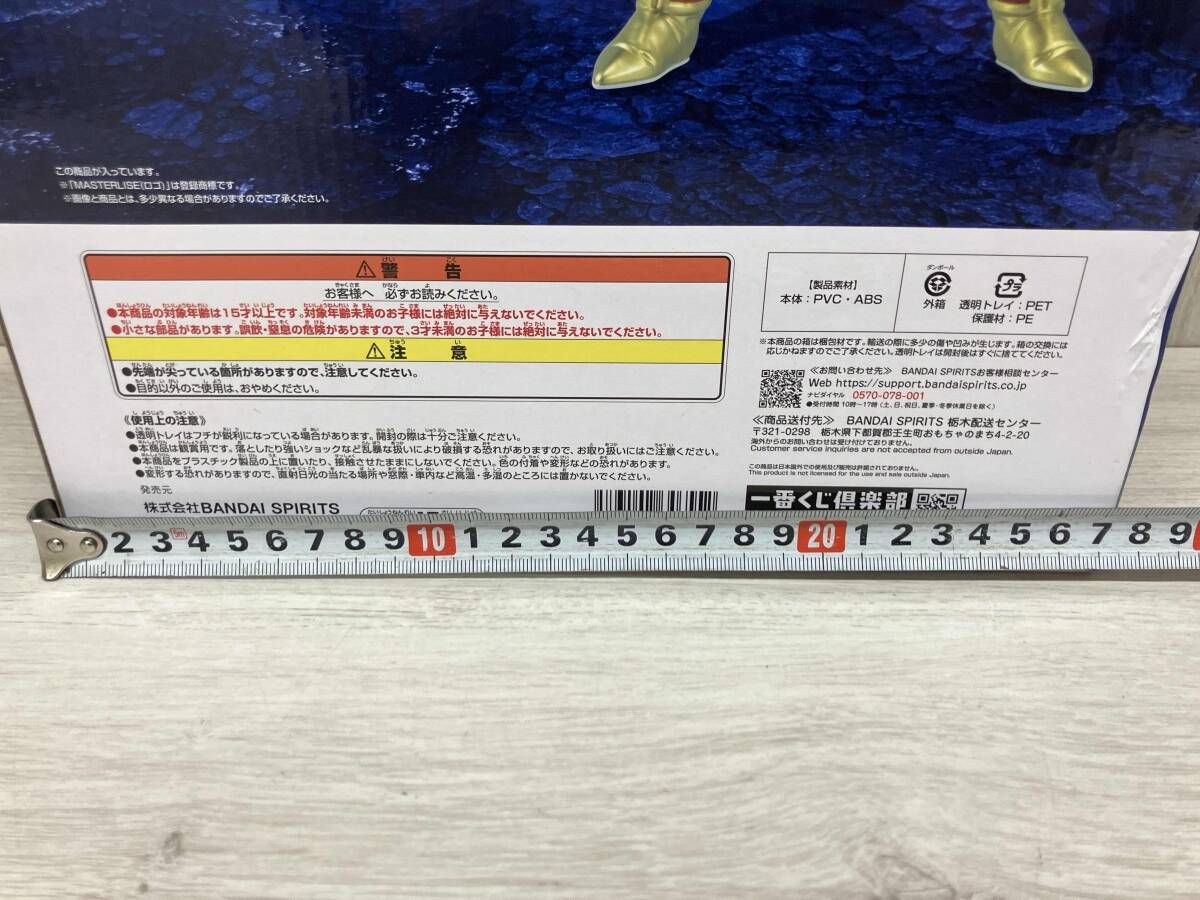 この商品が入っています。
※「MASTERLISE(ロゴ)」は登録商標です。
※画像と商品とは、多少異なる場合がありますのでご了承ください。
警告
お客様へ 必ずお読みください。
●本商品の対象年齢は15才以上です。対象年齢未満のお子様には絶対に与えないでください。
●小さな部品があります。誤飲・窒息の危険がありますので、3才未満のお子様には絶対に与えないでください。
注意
●先端が尖っている箇所がありますので、注意してください。
●目的以外のご使用は、おやめください。
《使用上の注意》
●透明トレイはフチが鋭利になっている場合があります。開封の際は十分ご注意ください。
●本商品は観賞用です。落としたり強いショックなど乱暴な扱いにより破損する恐れがありますので、お取り扱いにはご注意ください。
●本商品をプラスチック製品の上に置いたり、接触させたままにしないでください。色の付着や変形などの恐れがあります。
●変形する恐れがありますので、直射日光の当たる場所や窓際・車内など高温・多湿のところには置かないでください。
発売元
株式会社BANDAI SPIRITS
【製品素材】
本体：PVC・ABS
ダンボール
外箱
プラ
透明トレイ：PET
保護材：PE
※本商品の箱は梱包材です。輸送の際に多少の傷や凹みが生じます。箱の交換には
応じかねますのでご了承ください。透明トレイは開封後はすぐに捨ててください。
≪お問い合わせ先≫ BANDAI SPIRITSお客様相談センター
Web https://support.bandaispirits.co.jp
ナビダイヤル 0570-078-001
●受付時間 10時〜17時(土、日、祝日、夏季・冬季休業日を除く)
≪商品送付先≫ BANDAI SPIRITS 栃木配送センター
〒321-0298 栃木県下都賀郡壬生町おもちゃのまち4-2-20
海外からのお問い合わせは受け付けておりません。
Customer service inquiries are not accepted from outside Japan.
この商品は日本国外での使用及び販売は許諾されておりません。
This product is not licensed for the use and sale outside Japan.
一番くじ倶楽部
2 3 4 5 6 7 8 9 10 1 2 3 4 5 6 7 8 9 20 1 2 3 4 5 6 7 8 9